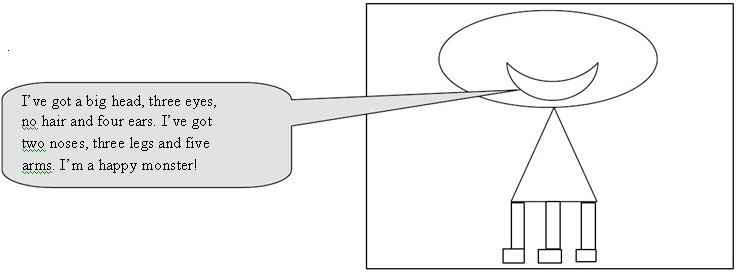 I've got a big head, three eyes,
no hair and four ears. I've got
two noses, three legs and five
arms. I'm a happy monster!